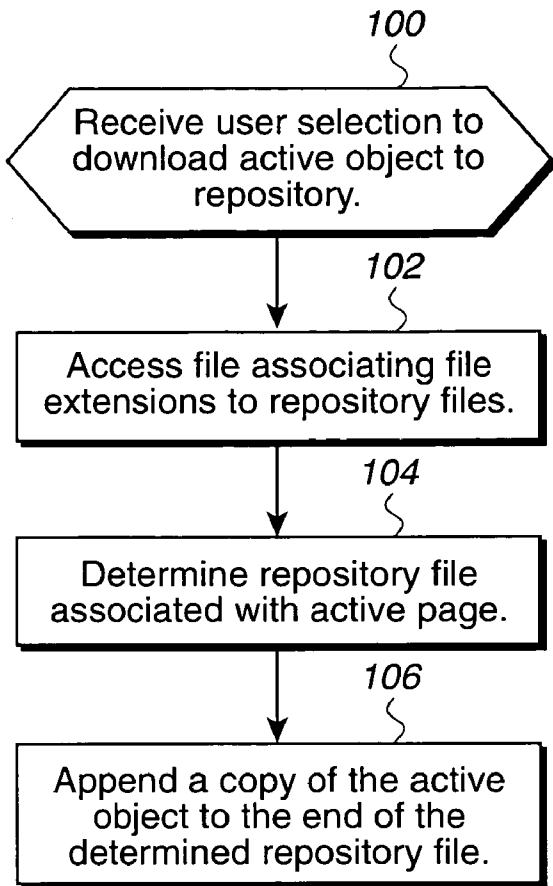 100
Receive user selection to
download active object to
repository.
102
Access file associating file
extensions to repository files.
104
Determine repository file
associated with active page.
106
Append a copy of the active
object to the end of the
determined repository file.